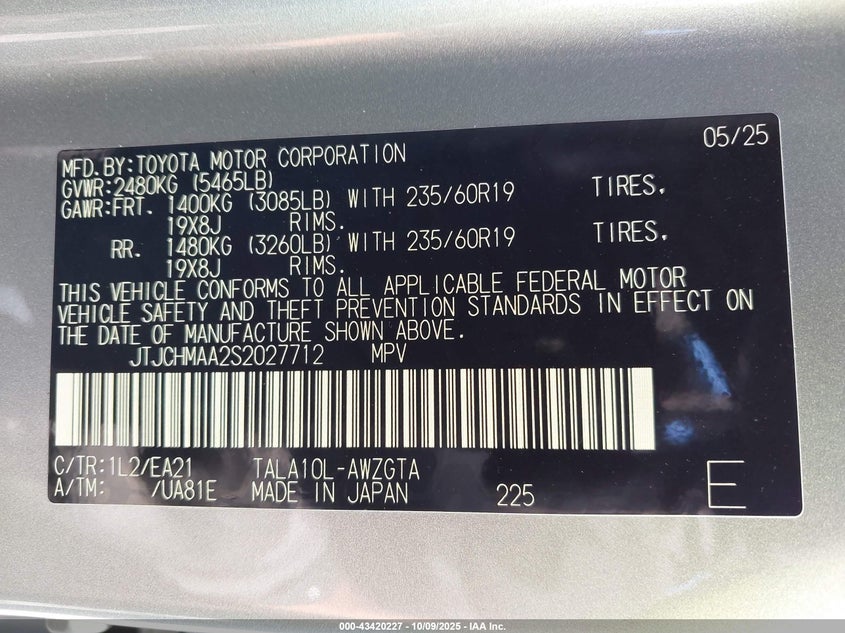 05/25
MFD.BY:TOYOTA MOTOR CORPORATION
GVWR:2480KG (5465LB)
GAWR:FRT. 1400KG (3085LB) WITH 235/60R19 TIRES,
19X8J RIMS.
RR. 1480KG (3260LB) WITH 235/60R19 TIRES,
19X8J RIMS.
THIS VEHICLE CONFORMS TO ALL APPLICABLE FEDERAL MOTOR
VEHICLE SAFETY AND THEFT PREVENTION STANDARDS IN EFFECT ON
THE DATE OF MANUFACTURE SHOWN ABOVE.
JTJCHMAA2S2027712 MPV
C/TR:1L2/EA21 TALA10L-AWZGTA
A/TM: /UA81E MADE IN JAPAN 225 E
000-43420227 - 10/09/2025 - IAA Inc.